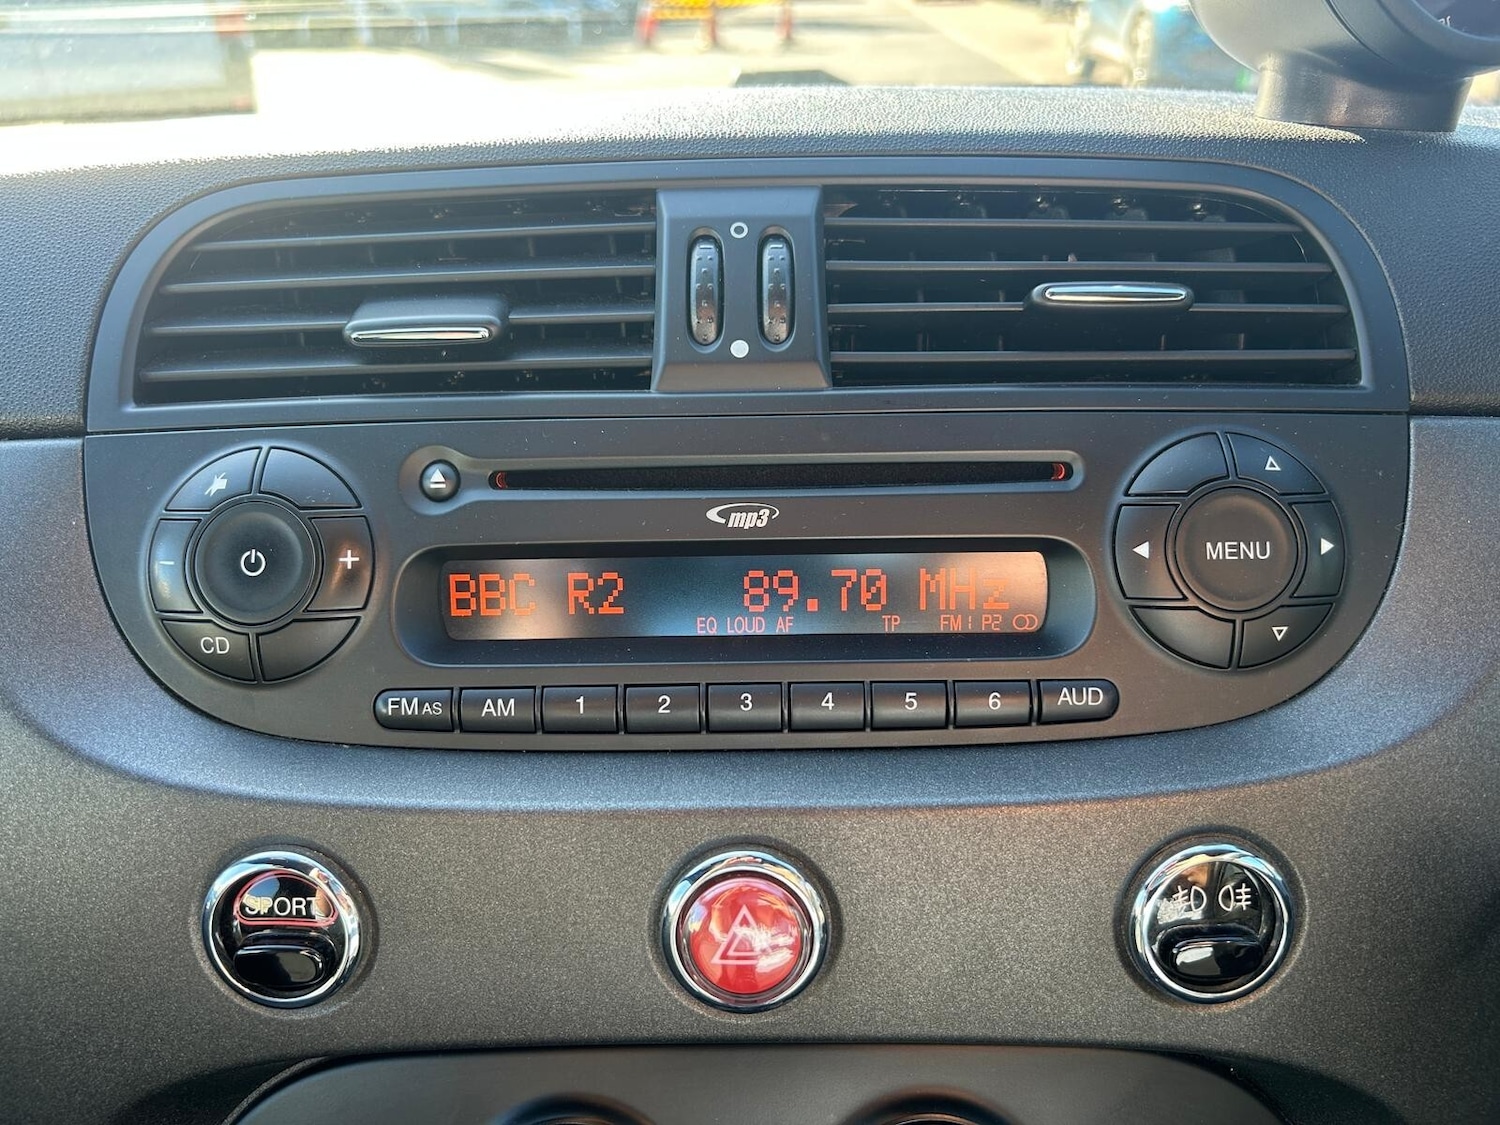 mp3
BBC R2 89.70 MHz
EQ LOUD AF TP FM1 P2
MENU
CD
FM AS AM 1 2 3 4 5 6 AUD
SPORT